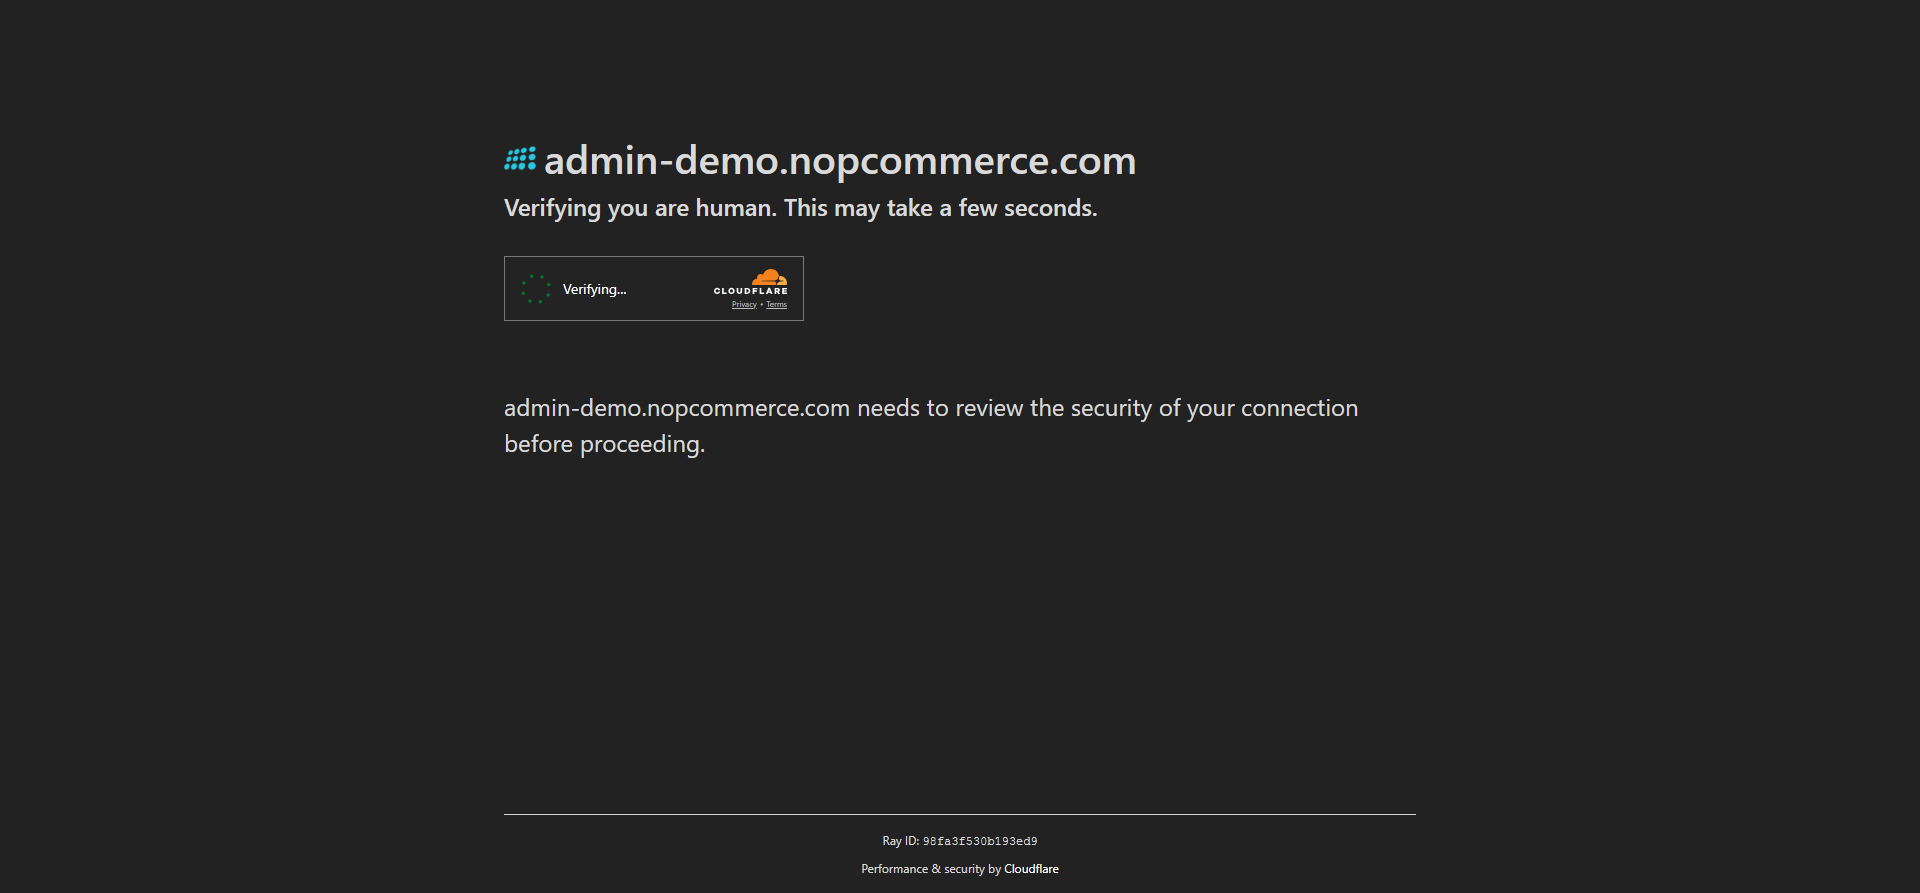 admin-demo.nopcommerce.com
Verifying you are human. This may take a few seconds.
Verifying...
CLOUDFLARE
Privacy • Terms
admin-demo.nopcommerce.com needs to review the security of your connection
before proceeding.
Ray ID: 98fa3f530b193ed9
Performance & security by Cloudflare